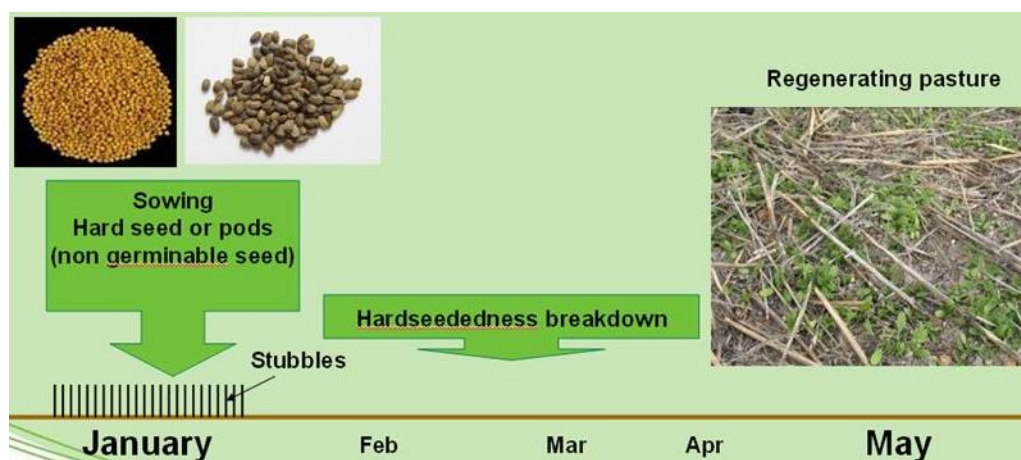 Regenerating pasture
Sowing
Hard seed or pods
(non germinable seed)
Hardseededness breakdown
Stubbles
January
Feb
Mar
Apr
May